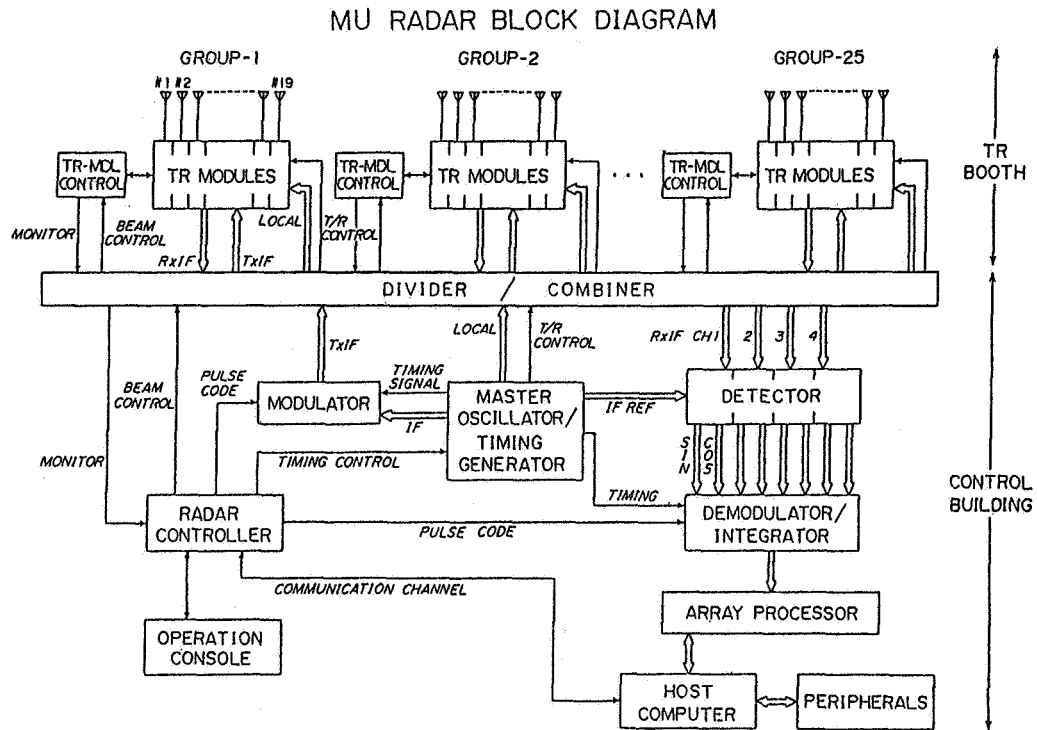 MU RADAR BLOCK DIAGRAM
GROUP-1
GROUP-2
GROUP-25
#1 #2 #19
TR-MDL
CONTROL
TR MODULES
TR-MDL
CONTROL
TR MODULES
. . .
TR-MDL
CONTROL
TR MODULES
TR
BOOTH
MONITOR
BEAM
CONTROL
RxIF
TxIF
LOCAL
T/R
CONTROL
DIVIDER / COMBINER
TxIF
LOCAL
T/R
CONTROL
RxIF CH1 2 3 4
MONITOR
BEAM
CONTROL
PULSE
CODE
MODULATOR
TIMING
SIGNAL
IF
MASTER
OSCILLATOR/
TIMING
GENERATOR
IF REF
DETECTOR
SIN COS
TIMING CONTROL
TIMING
CONTROL
BUILDING
RADAR
CONTROLLER
PULSE CODE
DEMODULATOR/
INTEGRATOR
COMMUNICATION CHANNEL
ARRAY PROCESSOR
OPERATION
CONSOLE
HOST
COMPUTER
PERIPHERALS